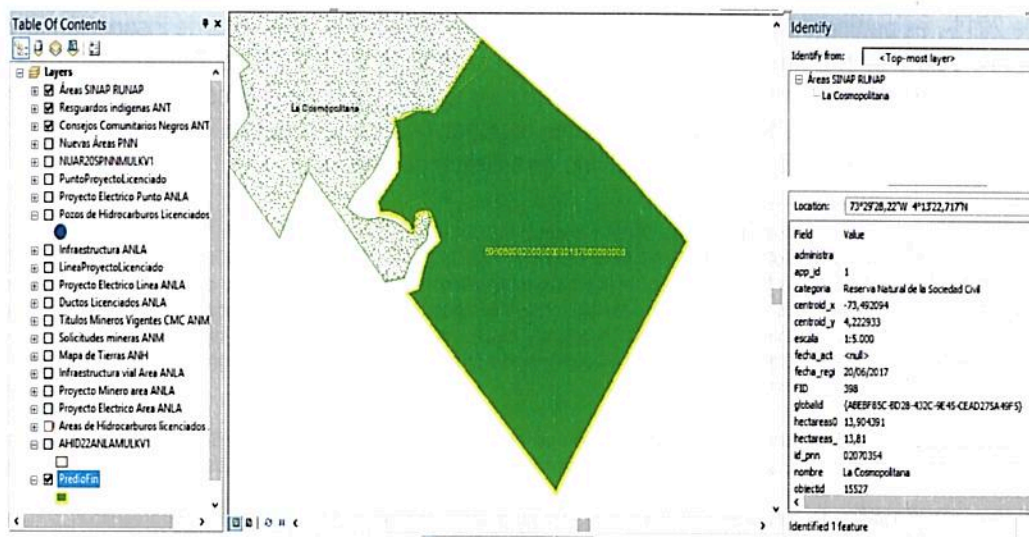 Table Of Contents
Layers
Áreas SINAP RUNAP
Resguardos indigenas ANT
Consejos Comunitarios Negros ANT
Nuevas Áreas PNN
NUAR20SPNNMULKV1
PuntoProyectoLicenciado
Proyecto Electrico Punto ANLA
Pozos de Hidrocarburos Licenciados
Infraestructura ANLA
LineaProyectoLicenciado
Proyecto Electrico Linea ANLA
Ductos Licenciados ANLA
Titulos Mineros Vigentes CMC ANM
Solicitudes mineras ANM
Mapa de Tierras ANH
Infraestructura vial Area ANLA
Proyecto Minero area ANLA
Proyecto Electrico Area ANLA
Areas de Hidrocarburos licenciados
AHID22ANLAMULKV1
PredioFin
La Cosmopolitana
Identify
Identify from: <Top-most layer>
Áreas SINAP RUNAP
La Cosmopolitana
Location: 73°29'28,22"W 4°13'22,717"N
Field Value
administra
app_id 1
categoria Reserva Natural de la Sociedad Civil
centroid_x -73,492094
centroid_y 4,222933
escala 1:5.000
fecha_act <null>
fecha_regi 20/06/2017
FID 398
globalid
hectareas0 13,904391
hectareas_ 13,81
id_pnn 02070354
nombre La Cosmopolitana
objectid 15527
Identified 1 feature